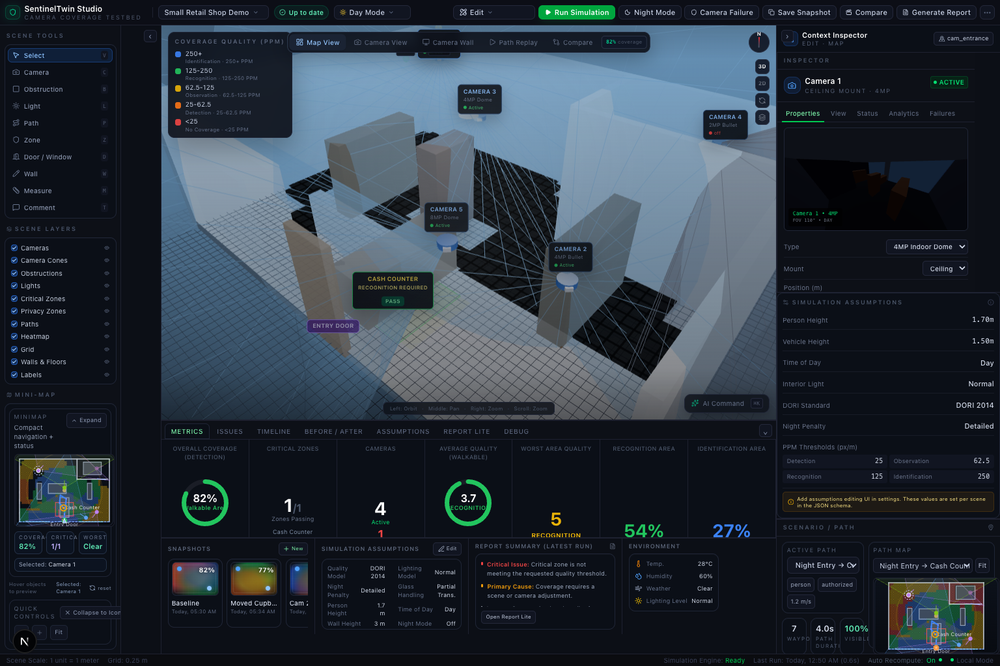 SentinelTwin Studio
CAMERA COVERAGE TESTBED
Small Retail Shop Demo
Up to date
Day Mode
Edit
Run Simulation
Night Mode
Camera Failure
Save Snapshot
Compare
Generate Report
SCENE TOOLS
Select V
Camera C
Obstruction B
Light L
Path P
Zone Z
Door / Window D
Wall W
Measure M
Comment T
SCENE LAYERS
Cameras
Camera Cones
Obstructions
Lights
Critical Zones
Privacy Zones
Paths
Heatmap
Grid
Walls & Floors
Labels
MINI-MAP
MINIMAP
Compact navigation + status
Expand
Cash Counter
Entry Door
COVERA
82%
CRITICA
1/1
WORST
Clear
Selected: Camera 1
Hover objects to preview
Selected: Camera 1
reset
QUICK CONTROLS
Collapse to Icon
N
+
Fit
COVERAGE QUALITY (PPM)
250+
Identification · 250+ PPM
125-250
Recognition · 125-250 PPM
62.5-125
Observation · 62.5-125 PPM
25-62.5
Detection · 25-62.5 PPM
<25
No Coverage · <25 PPM
Map View
Camera View
Camera Wall
Path Replay
Compare
82% coverage
N
3D
2D
CAMERA 3
4MP Dome
Active
CAMERA 4
2MP Bullet
off
CAMERA 5
8MP Dome
Active
CAMERA 2
4MP Bullet
Active
CASH COUNTER
RECOGNITION REQUIRED
PASS
ENTRY DOOR
Left: Orbit · Middle: Pan · Right: Zoom · Scroll: Zoom
AI Command ⌘K
METRICS
ISSUES
TIMELINE
BEFORE / AFTER
ASSUMPTIONS
REPORT LITE
DEBUG
OVERALL COVERAGE (DETECTION)
82%
Walkable Are
CRITICAL ZONES
1/1
Zones Passing
Cash Counter
CAMERAS
4
Active
1
AVERAGE QUALITY (WALKABLE)
3.7
ECOGNITIO
WORST AREA QUALITY
5
RECOGNITION
RECOGNITION AREA
54%
IDENTIFICATION AREA
27%
SNAPSHOTS
+ New
82%
Baseline
Today, 05:30 AM
77%
Moved Cupb...
Today, 05:34 AM
Cam 2
Today,
SIMULATION ASSUMPTIONS
Edit
Quality Model DORI 2014
Lighting Model Normal
Night Penalty Detailed
Glass Handling Partial Trans.
Person Height 1.7 m
Time of Day Day
Wall Height 3 m
Night Mode Off
REPORT SUMMARY (LATEST RUN)
Critical Issue: Critical zone is not meeting the requested quality threshold.
Primary Cause: Coverage requires a scene or camera adjustment.
Open Report Lite
ENVIRONMENT
Temp. 28°C
Humidity 60%
Weather Clear
Lighting Level Normal
Context Inspector
EDIT · MAP
cam_entrance
INSPECTOR
Camera 1
CEILING MOUNT · 4MP
ACTIVE
Properties
View
Status
Analytics
Failures
Camera 1 • 4MP
FOV 110° • DAY
Type 4MP Indoor Dome
Mount Ceiling
Position (m)
SIMULATION ASSUMPTIONS
Person Height 1.70m
Vehicle Height 1.50m
Time of Day Day
Interior Light Normal
DORI Standard DORI 2014
Night Penalty Detailed
PPM Thresholds (px/m)
Detection 25
Observation 62.5
Recognition 125
Identification 250
Add assumptions editing UI in settings. These values are set per scene in the JSON schema.
SCENARIO / PATH
ACTIVE PATH
Night Entry → C
person
authorized
1.2 m/s
7
WAYPO
4.0s
PATH DURATI
100%
VISIBLE
PATH MAP
Night Entry → Cash Coun
Fit
Cash Counter
Entry Door
Scene Scale: 1 unit = 1 meter
Grid: 0.25 m
Simulation Engine: Ready
Last Run: Today, 12:50 AM (0.6s)
Auto Recompute: On
Local Mode